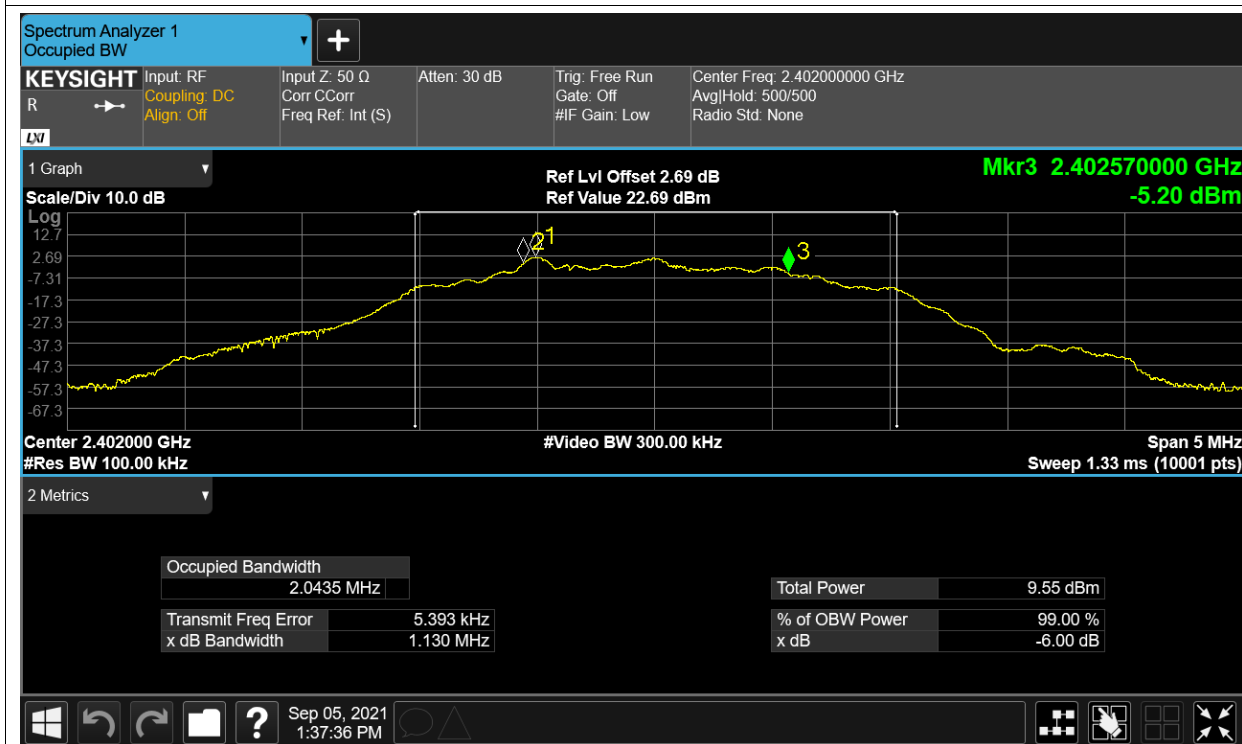 Spectrum Analyzer 1
Occupied BW
KEYSIGHT
R
LXI
Input: RF
Coupling: DC
Align: Off
Input Z: 50 Ω
Corr CCorr
Freq Ref: Int (S)
Atten: 30 dB
Trig: Free Run
Gate: Off
#IF Gain: Low
Center Freq: 2.402000000 GHz
Avg|Hold: 500/500
Radio Std: None
1 Graph
Scale/Div 10.0 dB
Ref Lvl Offset 2.69 dB
Ref Value 22.69 dBm
Mkr3 2.402570000 GHz
-5.20 dBm
Log
12.7
2.69
-7.31
-17.3
-27.3
-37.3
-47.3
-57.3
-67.3
2 1
3
Center 2.402000 GHz
#Res BW 100.00 kHz
#Video BW 300.00 kHz
Span 5 MHz
Sweep 1.33 ms (10001 pts)
2 Metrics
Occupied Bandwidth
2.0435 MHz
Transmit Freq Error 5.393 kHz
x dB Bandwidth 1.130 MHz
Total Power 9.55 dBm
% of OBW Power 99.00 %
x dB -6.00 dB
?
Sep 05, 2021
1:37:36 PM